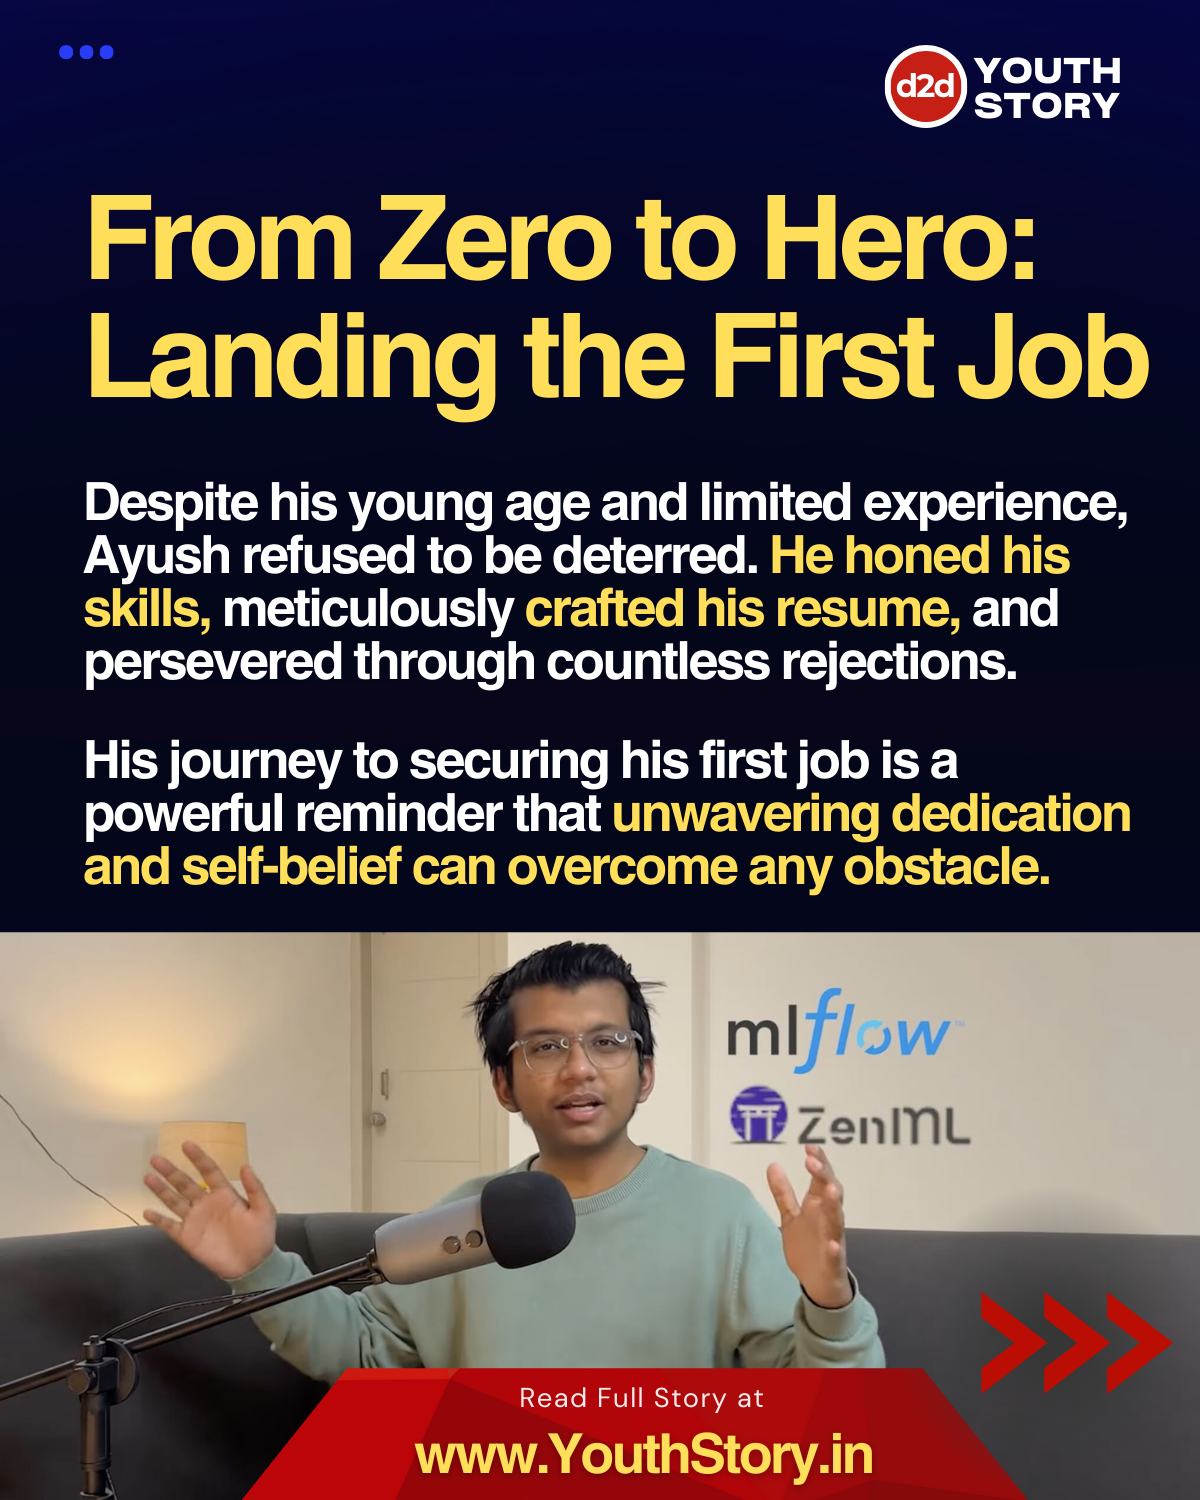 d2d
YOUTH
STORY
From Zero to Hero:
Landing the First Job
Despite his young age and limited experience,
Ayush refused to be deterred. He honed his
skills, meticulously crafted his resume, and
persevered through countless rejections.
His journey to securing his first job is a
powerful reminder that unwavering dedication
and self-belief can overcome any obstacle.
mlflow™
ZenML
Read Full Story at
www.YouthStory.in